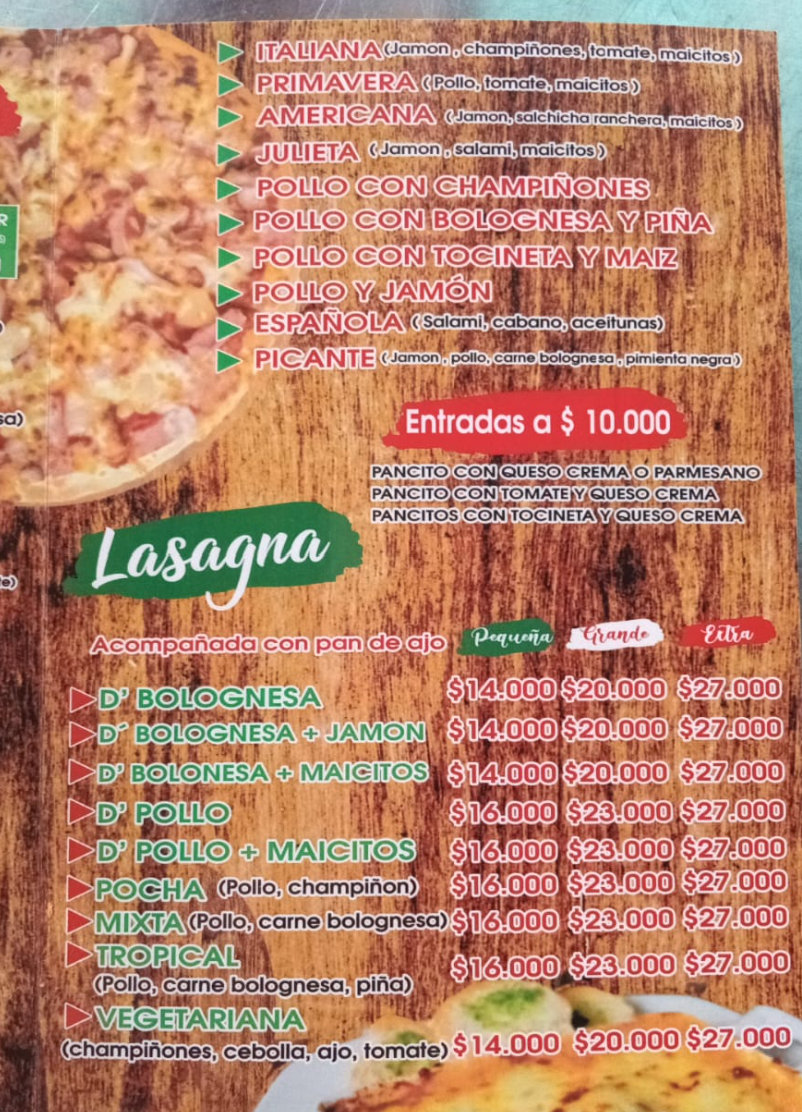 ITALIANA (Jamon, champiñones, tomate, maicitos)
PRIMAVERA (Pollo, tomate, maicitos)
AMERICANA (Jamon, salchicha ranchera, maicitos)
JULIETA (Jamon, salami, maicitos)
POLLO CON CHAMPIÑONES
POLLO CON BOLOGNESA Y PIÑA
POLLO CON TOCINETA Y MAIZ
POLLO Y JAMÓN
ESPAÑOLA (Salami, cabano, aceitunas)
PICANTE (Jamon, pollo, carne bolognesa, pimienta negra)
Entradas a $ 10.000
PANCITO CON QUESO CREMA O PARMESANO
PANCITO CON TOMATE Y QUESO CREMA
PANCITOS CON TOCINETA Y QUESO CREMA
Lasagna
Acompañada con pan de ajo Pequeña Grande Extra
D' BOLOGNESA $14.000 $20.000 $27.000
D´ BOLOGNESA + JAMON $14.000 $20.000 $27.000
D' BOLONESA + MAICITOS $14.000 $20.000 $27.000
D' POLLO $16.000 $23.000 $27.000
D' POLLO + MAICITOS $16.000 $23.000 $27.000
POCHA (Pollo, champiñon) $16.000 $23.000 $27.000
MIXTA (Pollo, carne bolognesa) $16.000 $23.000 $27.000
TROPICAL
(Pollo, carne bolognesa, piña) $16.000 $23.000 $27.000
VEGETARIANA
(champiñones, cebolla, ajo, tomate) $14.000 $20.000 $27.000